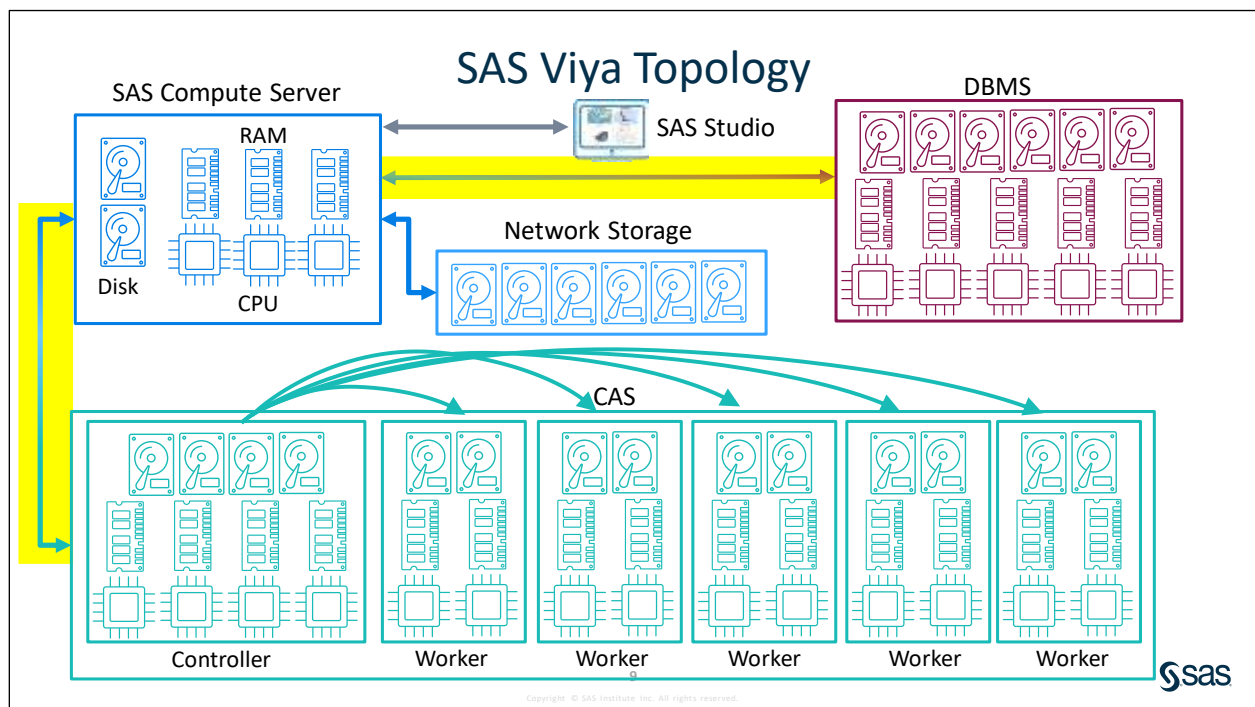 SAS Viya Topology
SAS Compute Server
DBMS
RAM
SAS Studio
Network Storage
Disk
CPU
CAS
Controller
Worker
Worker
Worker
Worker
Worker
9
Copyright © SAS Institute Inc. All rights reserved.
sas